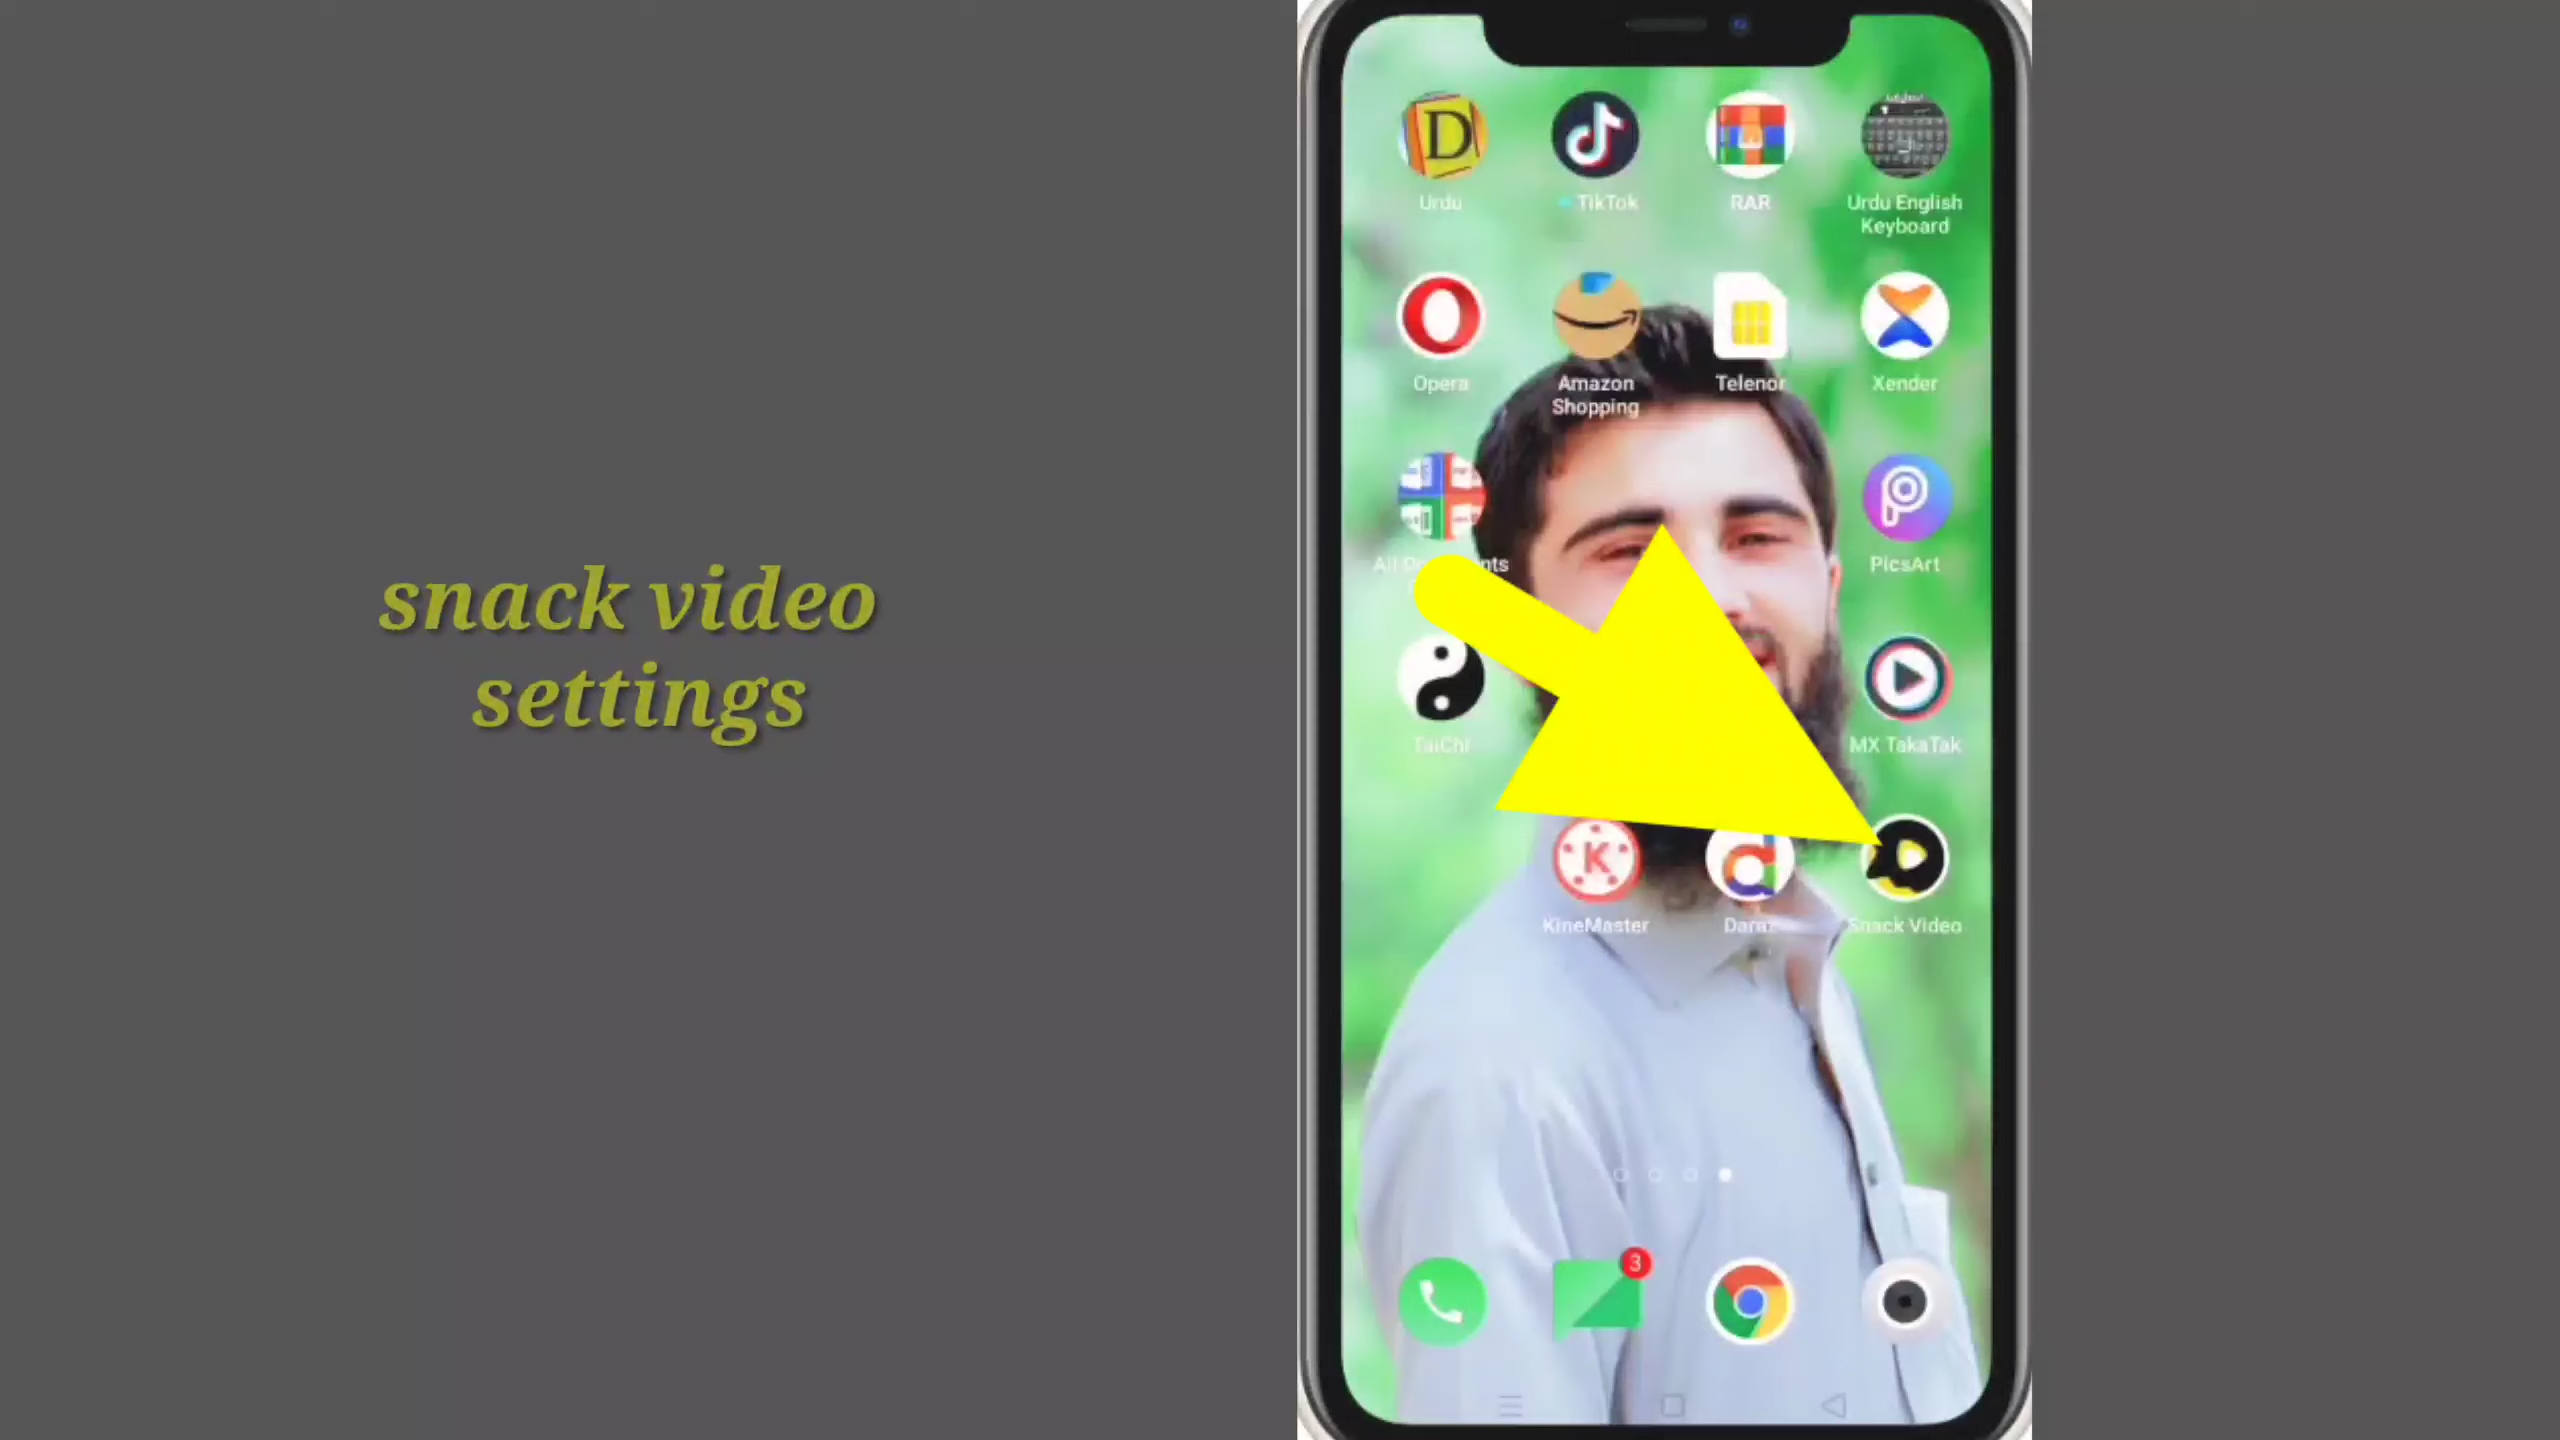 snack video
settings
Urdu
TikTok
RAR
Urdu English
Keyboard
Opera
Amazon
Shopping
Telenor
Xender
PicsArt
TaiChi
MX TakaTak
KineMaster
Daraz
Snack Video
3